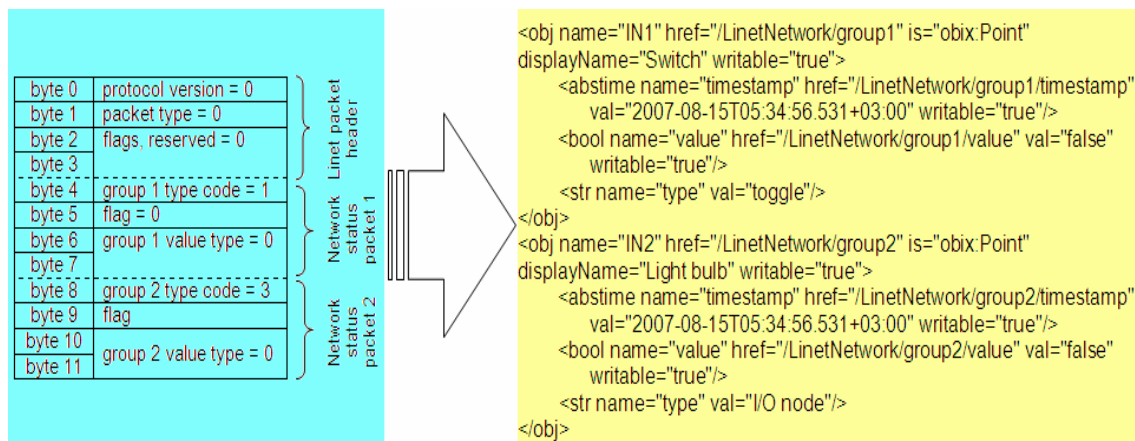 byte 0 protocol version = 0
byte 1 packet type = 0
byte 2 flags, reserved = 0
byte 3
byte 4 group 1 type code = 1
byte 5 flag = 0
byte 6 group 1 value type = 0
byte 7
byte 8 group 2 type code = 3
byte 9 flag
byte 10
group 2 value type = 0
byte 11
Linet packet
header
Network
status
packet 1
Network
status
packet 2
<obj name="IN1" href="/LinetNetwork/group1" is="obix:Point"
displayName="Switch" writable="true">
<abstime name="timestamp" href="/LinetNetwork/group1/timestamp"
val="2007-08-15T05:34:56.531+03:00" writable="true"/>
<bool name="value" href="/LinetNetwork/group1/value" val="false"
writable="true"/>
<str name="type" val="toggle"/>
</obj>
<obj name="IN2" href="/LinetNetwork/group2" is="obix:Point"
displayName="Light bulb" writable="true">
<abstime name="timestamp" href="/LinetNetwork/group2/timestamp"
val="2007-08-15T05:34:56.531+03:00" writable="true"/>
<bool name="value" href="/LinetNetwork/group2/value" val="false"
writable="true"/>
<str name="type" val="I/O node"/>
</obj>